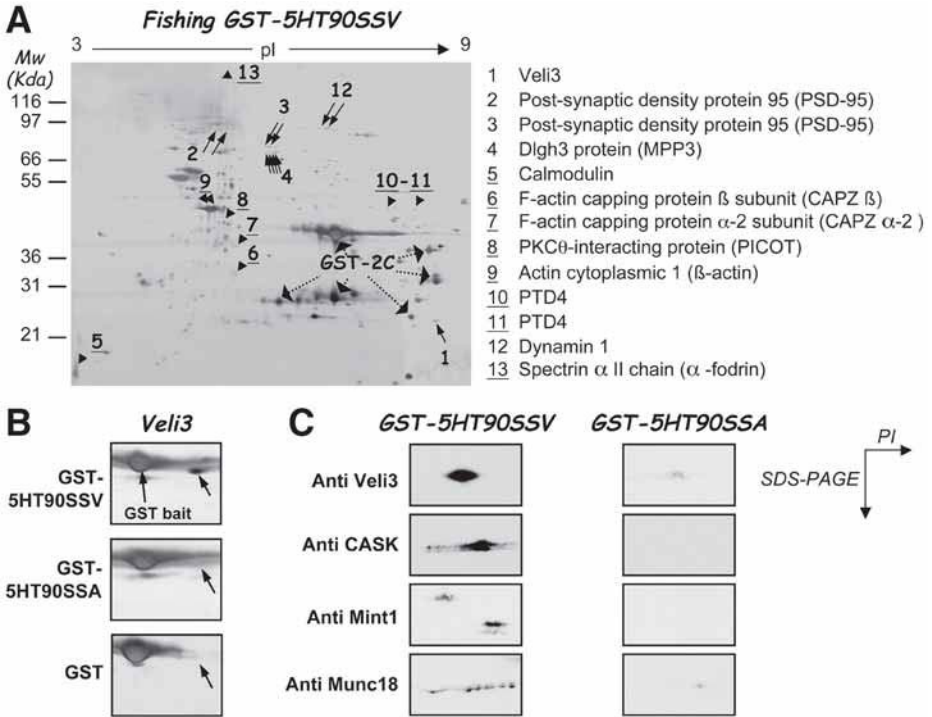 A
Fishing GST-5HT90SSV
3 pI 9
Mw
(Kda)
116
97
66
55
36
31
21
13
12
3
2
4
9
10-11
8
7
6
GST-2C
5
1
1 Veli3
2 Post-synaptic density protein 95 (PSD-95)
3 Post-synaptic density protein 95 (PSD-95)
4 Dlgh3 protein (MPP3)
5 Calmodulin
6 F-actin capping protein ß subunit (CAPZ ß)
7 F-actin capping protein α-2 subunit (CAPZ α-2 )
8 PKCθ-interacting protein (PICOT)
9 Actin cytoplasmic 1 (ß-actin)
10 PTD4
11 PTD4
12 Dynamin 1
13 Spectrin α II chain (α -fodrin)
B
Veli3
GST-
5HT90SSV
GST bait
GST-
5HT90SSA
GST
C
GST-5HT90SSV GST-5HT90SSA
Anti Veli3
Anti CASK
Anti Mint1
Anti Munc18
PI
SDS-PAGE